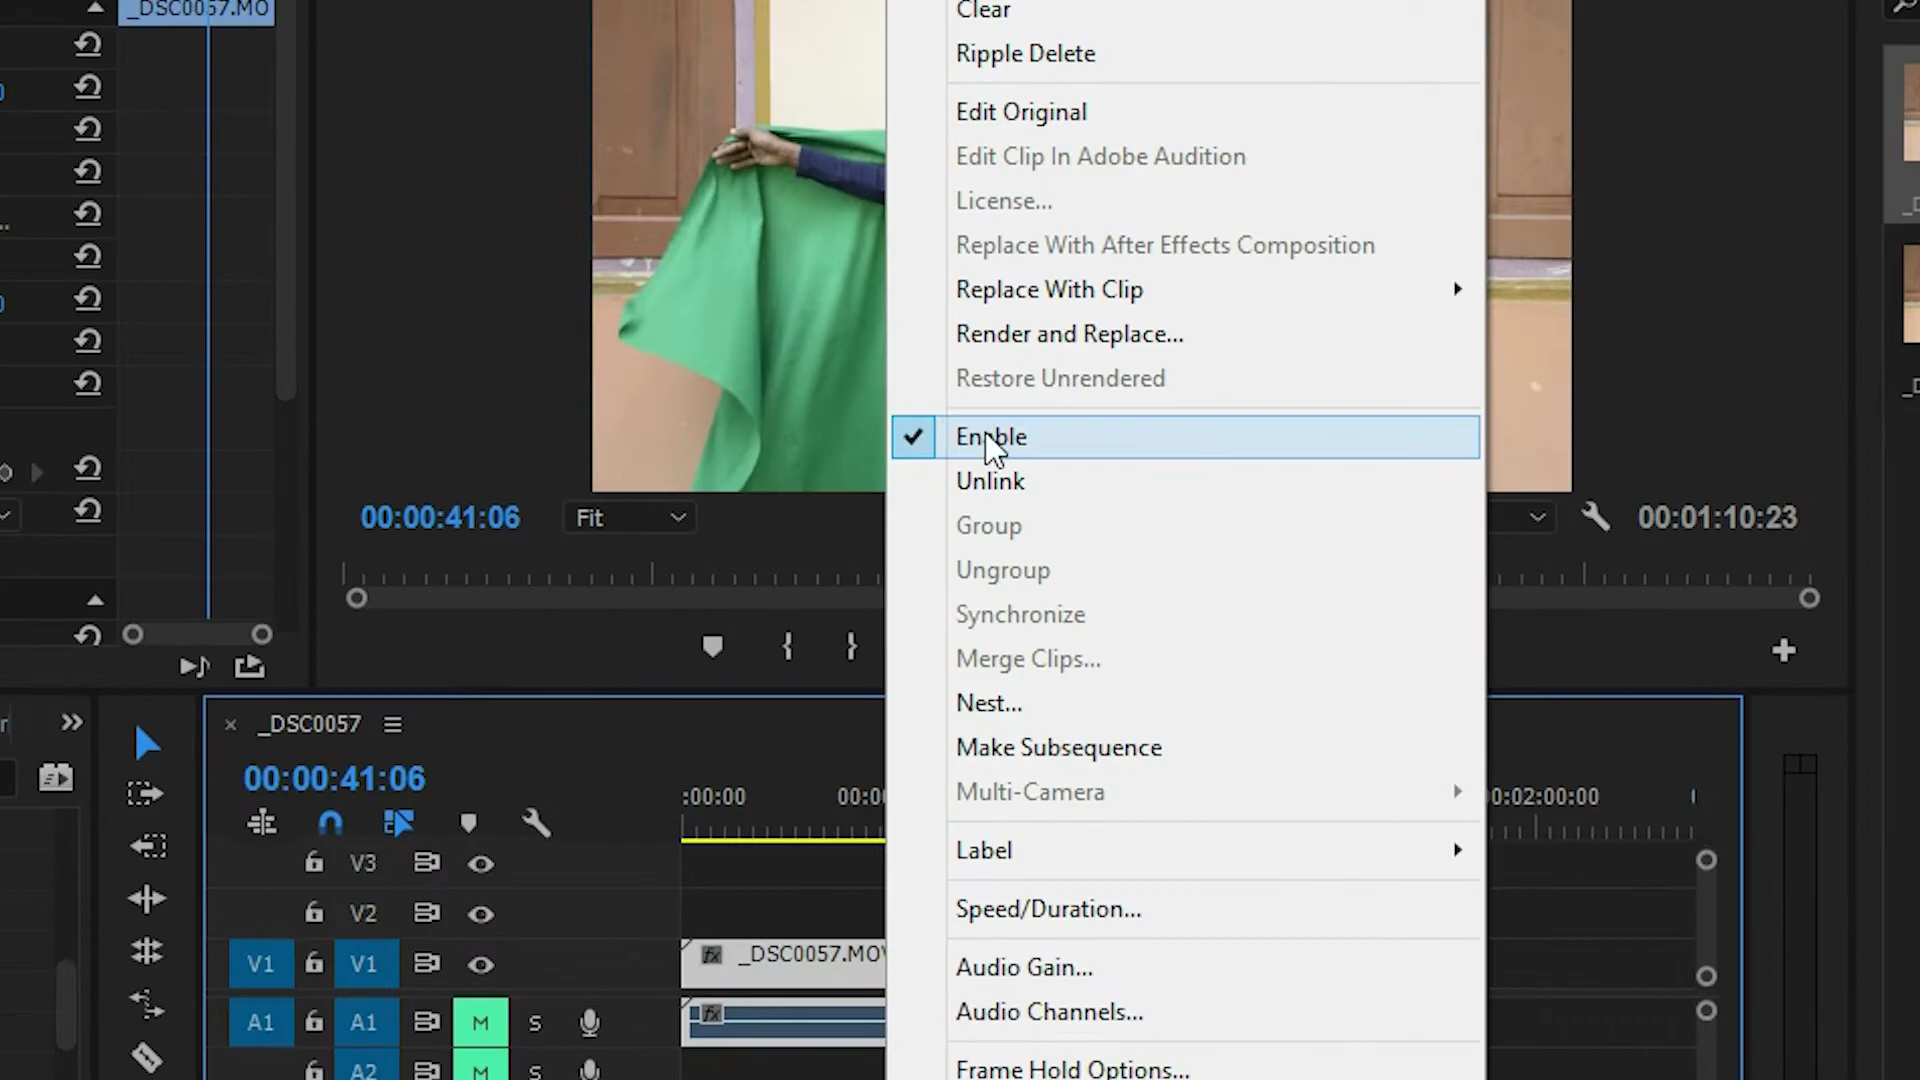 _DSC0057.MO
Clear
Ripple Delete
Edit Original
Edit Clip In Adobe Audition
License...
Replace With After Effects Composition
Replace With Clip
Render and Replace...
Restore Unrendered
Enable
Unlink
Group
Ungroup
Synchronize
Merge Clips...
Nest...
Make Subsequence
Multi-Camera
Label
Speed/Duration...
Audio Gain...
Audio Channels...
Frame Hold Options...
00:00:41:06
Fit
00:01:10:23
_DSC0057
00:00:41:06
:00:00
00:0
0:02:00:00
V3
V2
V1 V1
_DSC0057.MOV
A1 A1 M S
A2 M S